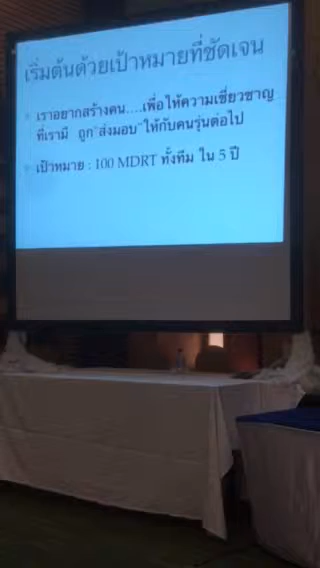 เริ่มต้นด้วยเป้าหมายที่ชัดเจน
เราอยากสร้างคน....เพื่อให้ความเชี่ยวชาญ
ที่เรามี ถูก"ส่งมอบ"ให้กับคนรุ่นต่อไป
เป้าหมาย : 100 MDRT ทั้งทีม ใน 5 ปี